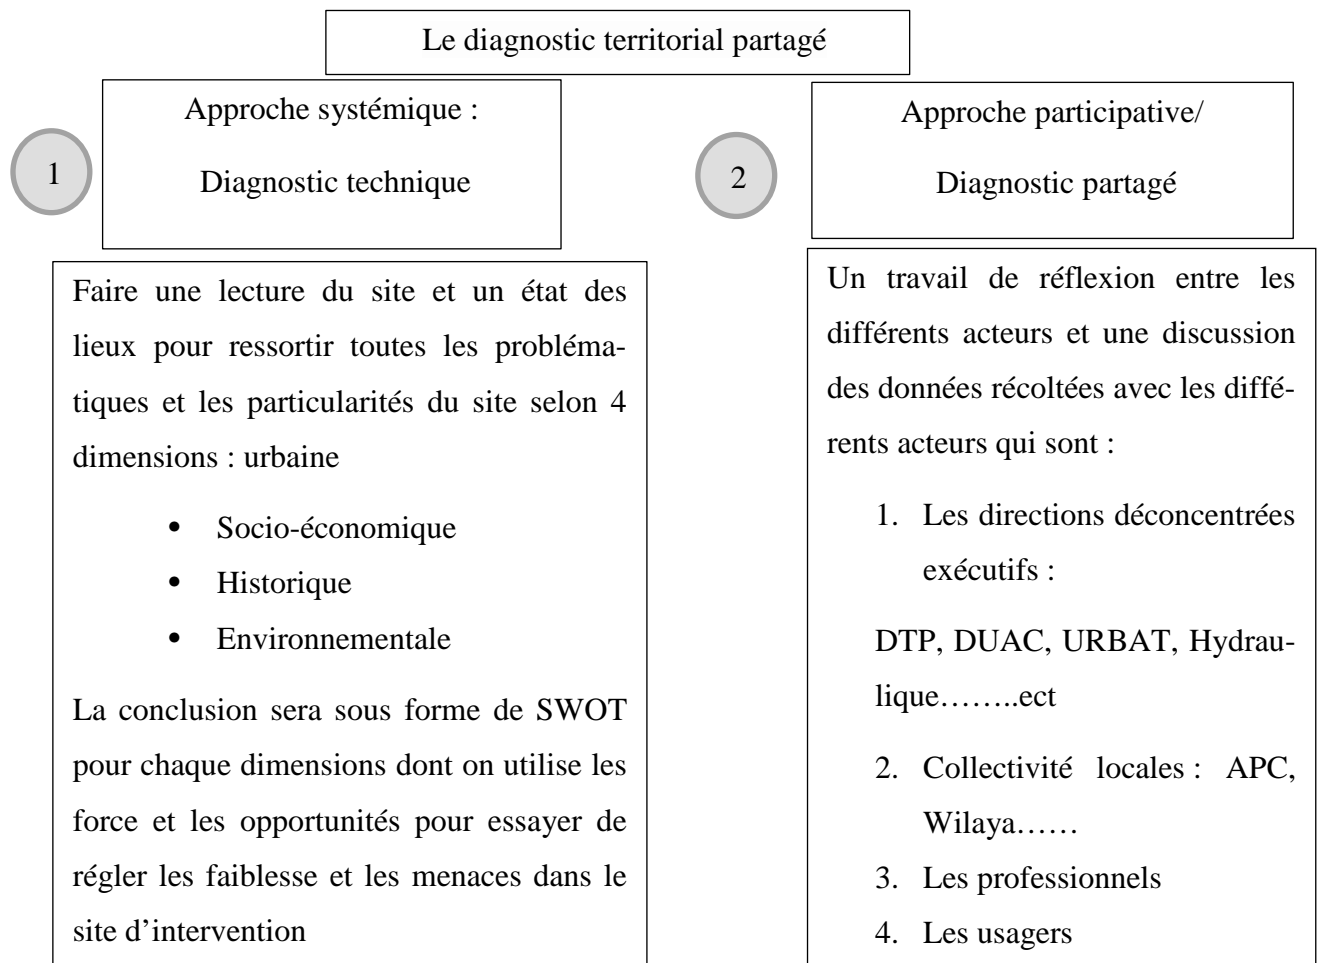 Le diagnostic territorial partagé
Approche systémique :
Diagnostic technique
1
Faire une lecture du site et un état des
lieux pour ressortir toutes les probléma-
tiques et les particularités du site selon 4
dimensions : urbaine
• Socio-économique
• Historique
• Environnementale
La conclusion sera sous forme de SWOT
pour chaque dimensions dont on utilise les
force et les opportunités pour essayer de
régler les faiblesse et les menaces dans le
site d’intervention
Approche participative/
Diagnostic partagé
2
Un travail de réflexion entre les
différents acteurs et une discussion
des données récoltées avec les diffé-
rents acteurs qui sont :
1. Les directions déconcentrées
exécutifs :
DTP, DUAC, URBAT, Hydrau-
lique……..ect
2. Collectivité locales : APC,
Wilaya……
3. Les professionnels
4. Les usagers